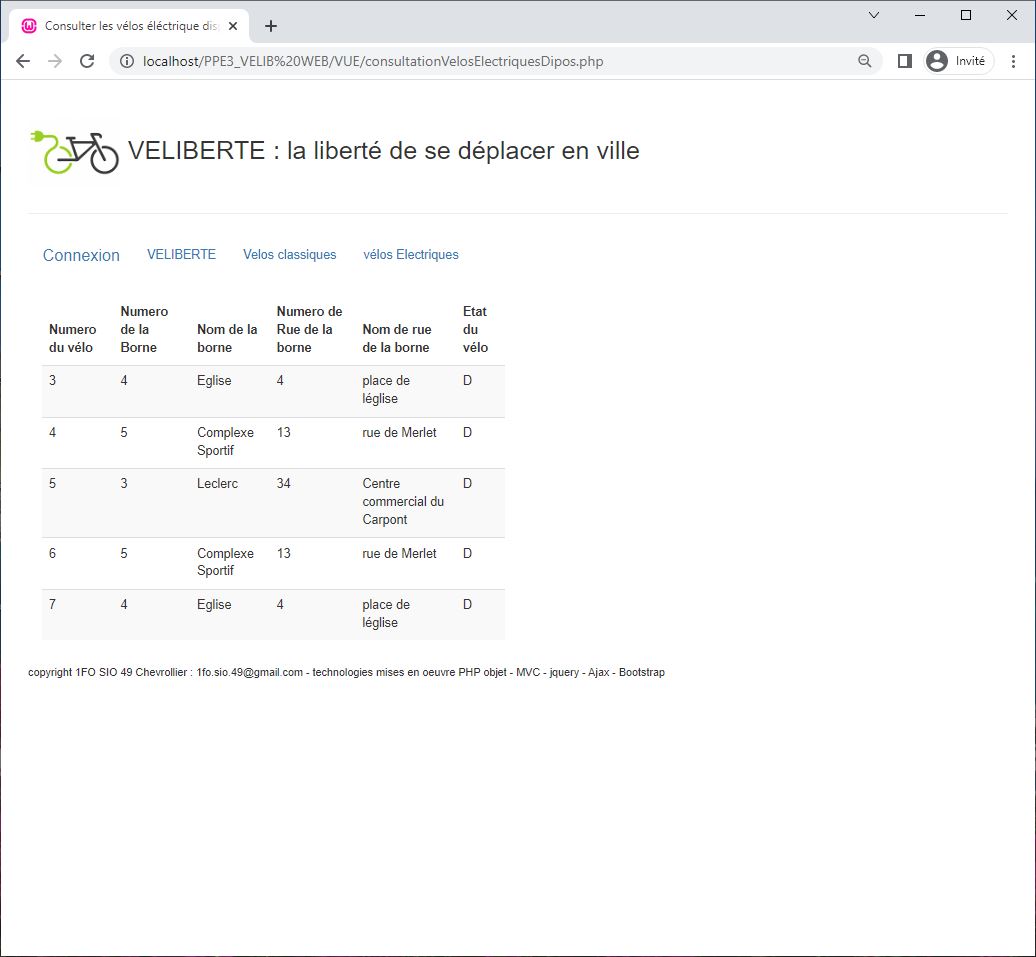 Consulter les vélos éléctrique dis
localhost/PPE3_VELIB%20WEB/VUE/consultationVelosElectriquesDipos.php
Invité
VELIBERTE : la liberté de se déplacer en ville
Connexion VELIBERTE Velos classiques vélos Electriques
Numero du vélo Numero de la Borne Nom de la borne Numero de Rue de la borne Nom de rue de la borne Etat du vélo
3 4 Eglise 4 place de léglise D
4 5 Complexe Sportif 13 rue de Merlet D
5 3 Leclerc 34 Centre commercial du Carpont D
6 5 Complexe Sportif 13 rue de Merlet D
7 4 Eglise 4 place de léglise D
copyright 1FO SIO 49 Chevrollier : 1fo.sio.49@gmail.com - technologies mises en oeuvre PHP objet - MVC - jquery - Ajax - Bootstrap